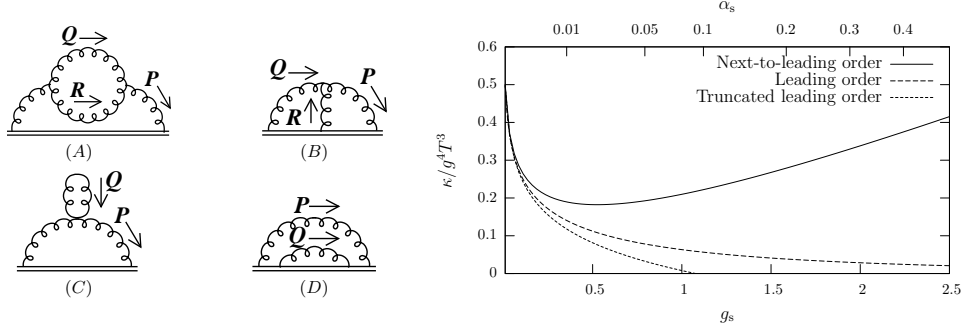 Q
P
R
(A)
Q
P
R
(B)
Q
P
(C)
P
Q
(D)
α_s
0.01 0.05 0.1 0.2 0.3 0.4
0.6
0.5
0.4
0.3
0.2
0.1
0
κ/g⁴T³
Next-to-leading order
Leading order
Truncated leading order
0.5 1 1.5 2 2.5
g_s